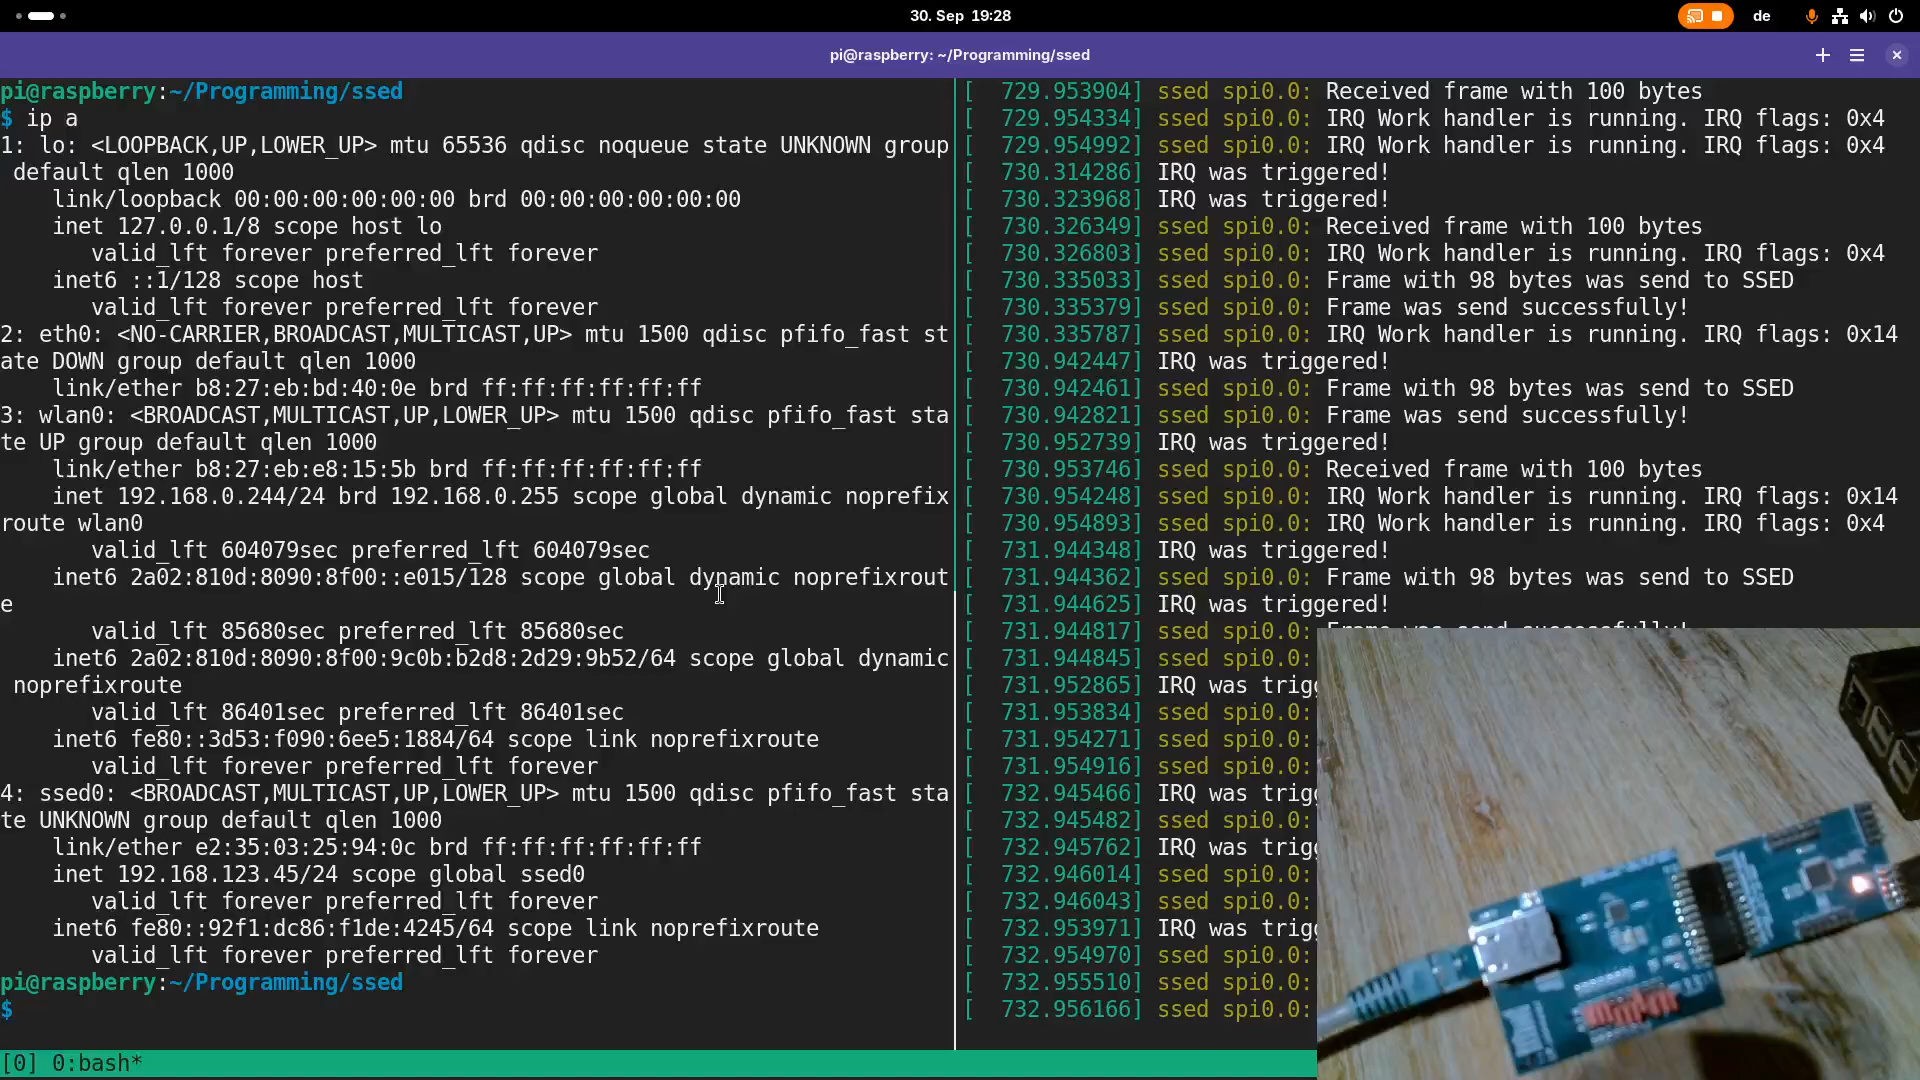 30. Sep 19:28
de
pi@raspberry: ~/Programming/ssed
pi@raspberry:~/Programming/ssed
$ ip a
1: lo: <LOOPBACK,UP,LOWER_UP> mtu 65536 qdisc noqueue state UNKNOWN group
 default qlen 1000
    link/loopback 00:00:00:00:00:00 brd 00:00:00:00:00:00
    inet 127.0.0.1/8 scope host lo
       valid_lft forever preferred_lft forever
    inet6 ::1/128 scope host
       valid_lft forever preferred_lft forever
2: eth0: <NO-CARRIER,BROADCAST,MULTICAST,UP> mtu 1500 qdisc pfifo_fast st
ate DOWN group default qlen 1000
    link/ether b8:27:eb:bd:40:0e brd ff:ff:ff:ff:ff:ff
3: wlan0: <BROADCAST,MULTICAST,UP,LOWER_UP> mtu 1500 qdisc pfifo_fast sta
te UP group default qlen 1000
    link/ether b8:27:eb:e8:15:5b brd ff:ff:ff:ff:ff:ff
    inet 192.168.0.244/24 brd 192.168.0.255 scope global dynamic noprefix
route wlan0
       valid_lft 604079sec preferred_lft 604079sec
    inet6 2a02:810d:8090:8f00::e015/128 scope global dynamic noprefixrout
e
       valid_lft 85680sec preferred_lft 85680sec
    inet6 2a02:810d:8090:8f00:9c0b:b2d8:2d29:9b52/64 scope global dynamic
 noprefixroute
       valid_lft 86401sec preferred_lft 86401sec
    inet6 fe80::3d53:f090:6ee5:1884/64 scope link noprefixroute
       valid_lft forever preferred_lft forever
4: ssed0: <BROADCAST,MULTICAST,UP,LOWER_UP> mtu 1500 qdisc pfifo_fast sta
te UNKNOWN group default qlen 1000
    link/ether e2:35:03:25:94:0c brd ff:ff:ff:ff:ff:ff
    inet 192.168.123.45/24 scope global ssed0
       valid_lft forever preferred_lft forever
    inet6 fe80::92f1:dc86:f1de:4245/64 scope link noprefixroute
       valid_lft forever preferred_lft forever
pi@raspberry:~/Programming/ssed
$
[  729.953904] ssed spi0.0: Received frame with 100 bytes
[  729.954334] ssed spi0.0: IRQ Work handler is running. IRQ flags: 0x4
[  729.954992] ssed spi0.0: IRQ Work handler is running. IRQ flags: 0x4
[  730.314286] IRQ was triggered!
[  730.323968] IRQ was triggered!
[  730.326349] ssed spi0.0: Received frame with 100 bytes
[  730.326803] ssed spi0.0: IRQ Work handler is running. IRQ flags: 0x4
[  730.335033] ssed spi0.0: Frame with 98 bytes was send to SSED
[  730.335379] ssed spi0.0: Frame was send successfully!
[  730.335787] ssed spi0.0: IRQ Work handler is running. IRQ flags: 0x14
[  730.942447] IRQ was triggered!
[  730.942461] ssed spi0.0: Frame with 98 bytes was send to SSED
[  730.942821] ssed spi0.0: Frame was send successfully!
[  730.952739] IRQ was triggered!
[  730.953746] ssed spi0.0: Received frame with 100 bytes
[  730.954248] ssed spi0.0: IRQ Work handler is running. IRQ flags: 0x14
[  730.954893] ssed spi0.0: IRQ Work handler is running. IRQ flags: 0x4
[  731.944348] IRQ was triggered!
[  731.944362] ssed spi0.0: Frame with 98 bytes was send to SSED
[  731.944625] IRQ was triggered!
[  731.944817] ssed spi0.0: Frame was send successfully!
[  731.944845] ssed spi0.0:
[  731.952865] IRQ was trigg
[  731.953834] ssed spi0.0:
[  731.954271] ssed spi0.0:
[  731.954916] ssed spi0.0:
[  732.945466] IRQ was trigg
[  732.945482] ssed spi0.0:
[  732.945762] IRQ was trigg
[  732.946014] ssed spi0.0:
[  732.946043] ssed spi0.0:
[  732.953971] IRQ was trigg
[  732.954970] ssed spi0.0:
[  732.955510] ssed spi0.0:
[  732.956166] ssed spi0.0:
[0] 0:bash*